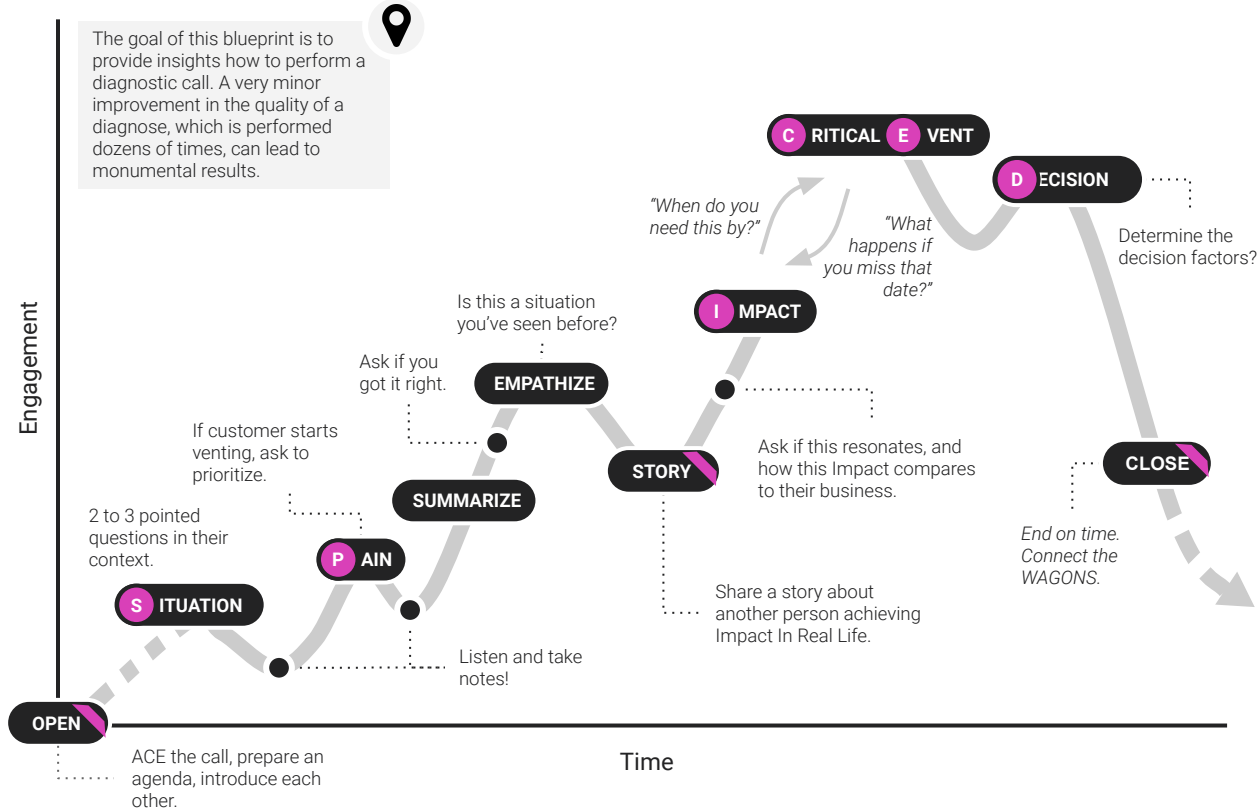 The goal of this blueprint is to
provide insights how to perform a
diagnostic call. A very minor
improvement in the quality of a
diagnose, which is performed
dozens of times, can lead to
monumental results.
CRITICAL EVENT
DECISION
"When do you
need this by?"
"What
happens if
you miss that
date?"
Determine the
decision factors?
IMPACT
Is this a situation
you've seen before?
Ask if you
got it right.
EMPATHIZE
Engagement
If customer starts
venting, ask to
prioritize.
STORY
Ask if this resonates, and
how this Impact compares
to their business.
CLOSE
SUMMARIZE
2 to 3 pointed
questions in their
context.
PAIN
End on time.
Connect the
WAGONS.
SITUATION
Share a story about
another person achieving
Impact In Real Life.
Listen and take
notes!
OPEN
ACE the call, prepare an
agenda, introduce each
other.
Time